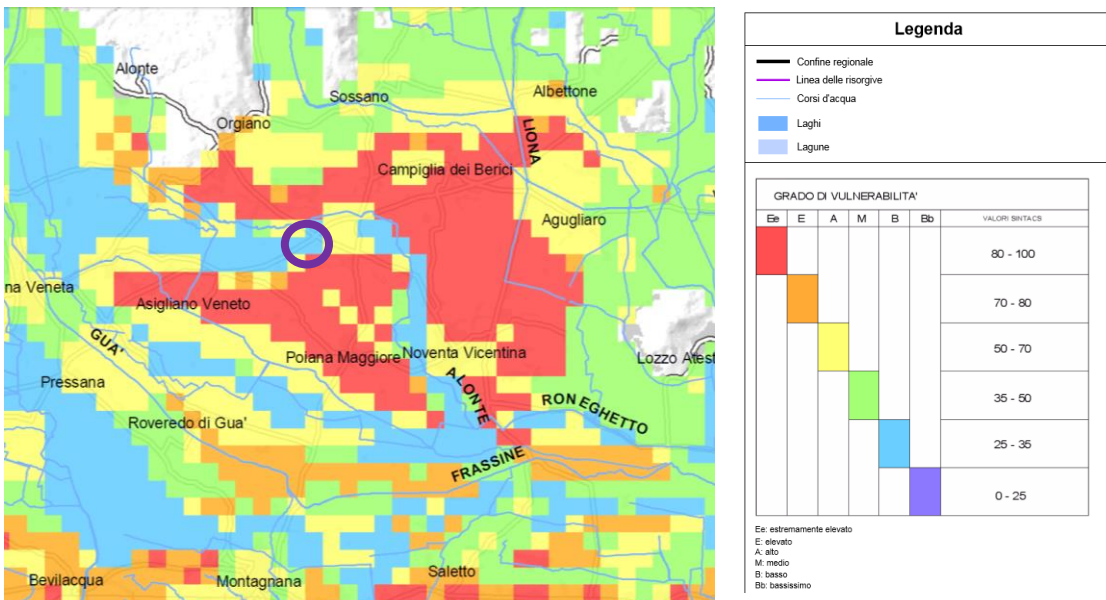 Alonte
Sossano
Albettone
Orgiano
LIONA
Campiglia dei Berici
Agugliaro
na Veneta
Asigliano Veneto
GUA'
Poiana Maggiore
Noventa Vicentina
Lozzo Atest
Pressana
ALONTE
RONEGHETTO
Roveredo di Gua'
FRASSINE
Saletto
Bevilacqua
Montagnana
Legenda
Confine regionale
Linea delle risorgive
Corsi d'acqua
Laghi
Lagune
GRADO DI VULNERABILITA'
Ee E A M B Bb VALORI SINTACS
80 - 100
70 - 80
50 - 70
35 - 50
25 - 35
0 - 25
Ee: estremamente elevato
E: elevato
A: alto
M: medio
B: basso
Bb: bassissimo